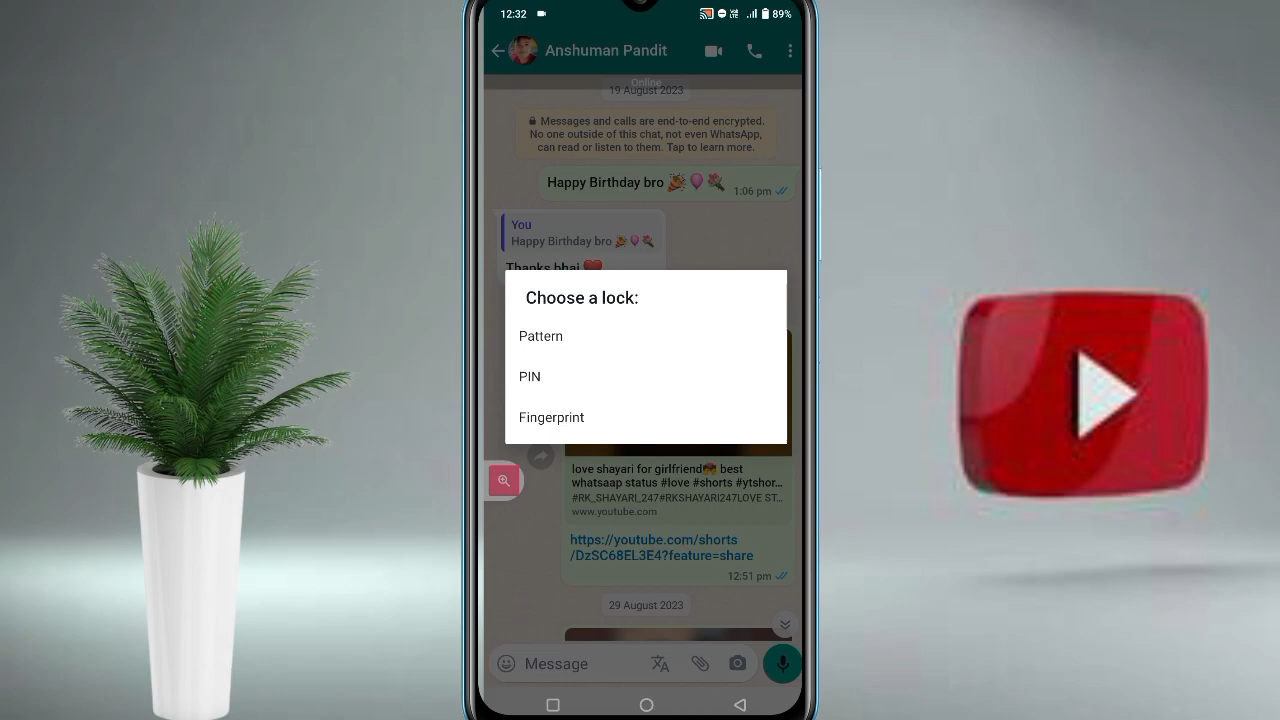 12:32
89%
Anshuman Pandit
Online
19 August 2023
Messages and calls are end-to-end encrypted.
No one outside of this chat, not even WhatsApp,
can read or listen to them. Tap to learn more.
Happy Birthday bro 🎉🎈💐
1:06 pm
You
Happy Birthday bro 🎉🎈💐
Thanks bhai ❤️
Choose a lock:
Pattern
PIN
Fingerprint
love shayari for girlfriend🥰 best
whatsaap status #love #shorts #ytshor...
#RK_SHAYARI_247#RKSHAYARI247LOVE ST...
www.youtube.com
https://youtube.com/shorts
/DzSC68EL3E4?feature=share
12:51 pm
29 August 2023
Message